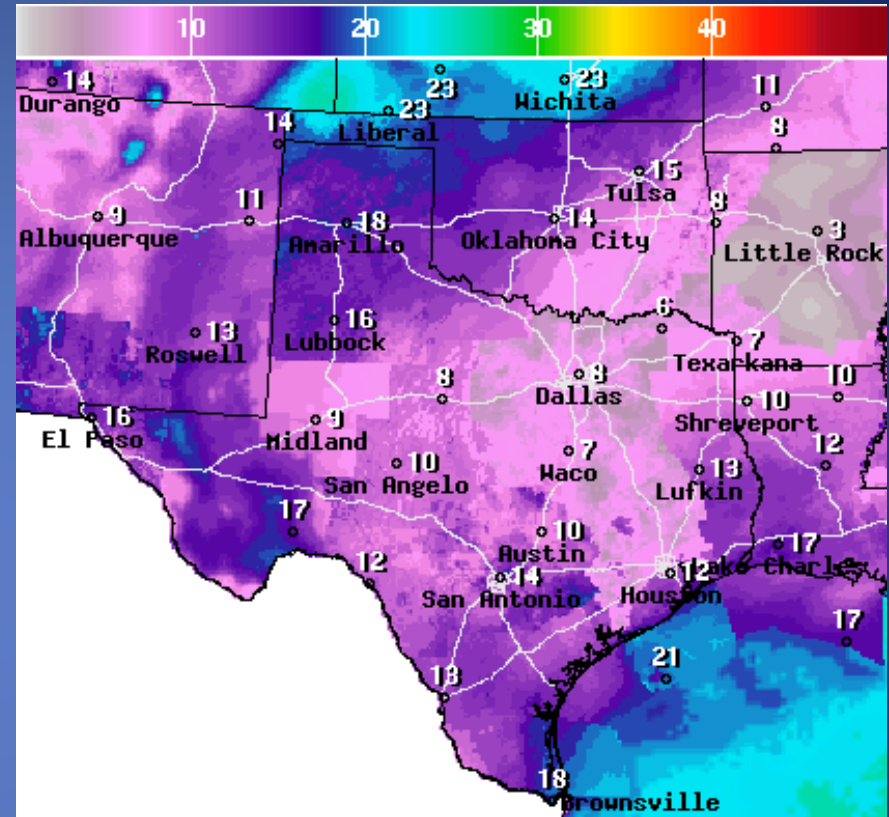 10 20 30 40
14
Durango
23
23
Wichita
23
Liberal
11
14
8
15
Tulsa
9
Albuquerque
11
18
Amarillo
14
Oklahoma City
8
3
Little Rock
13
Roswell
16
Lubbock
6
7
Texarkana
8
8
Dallas
10
Shreveport
10
16
El Paso
9
Midland
10
San Angelo
7
Waco
13
Lufkin
12
17
10
Austin
17
Lake Charles
12
14
San Antonio
12
Houston
17
13
21
18
Brownsville